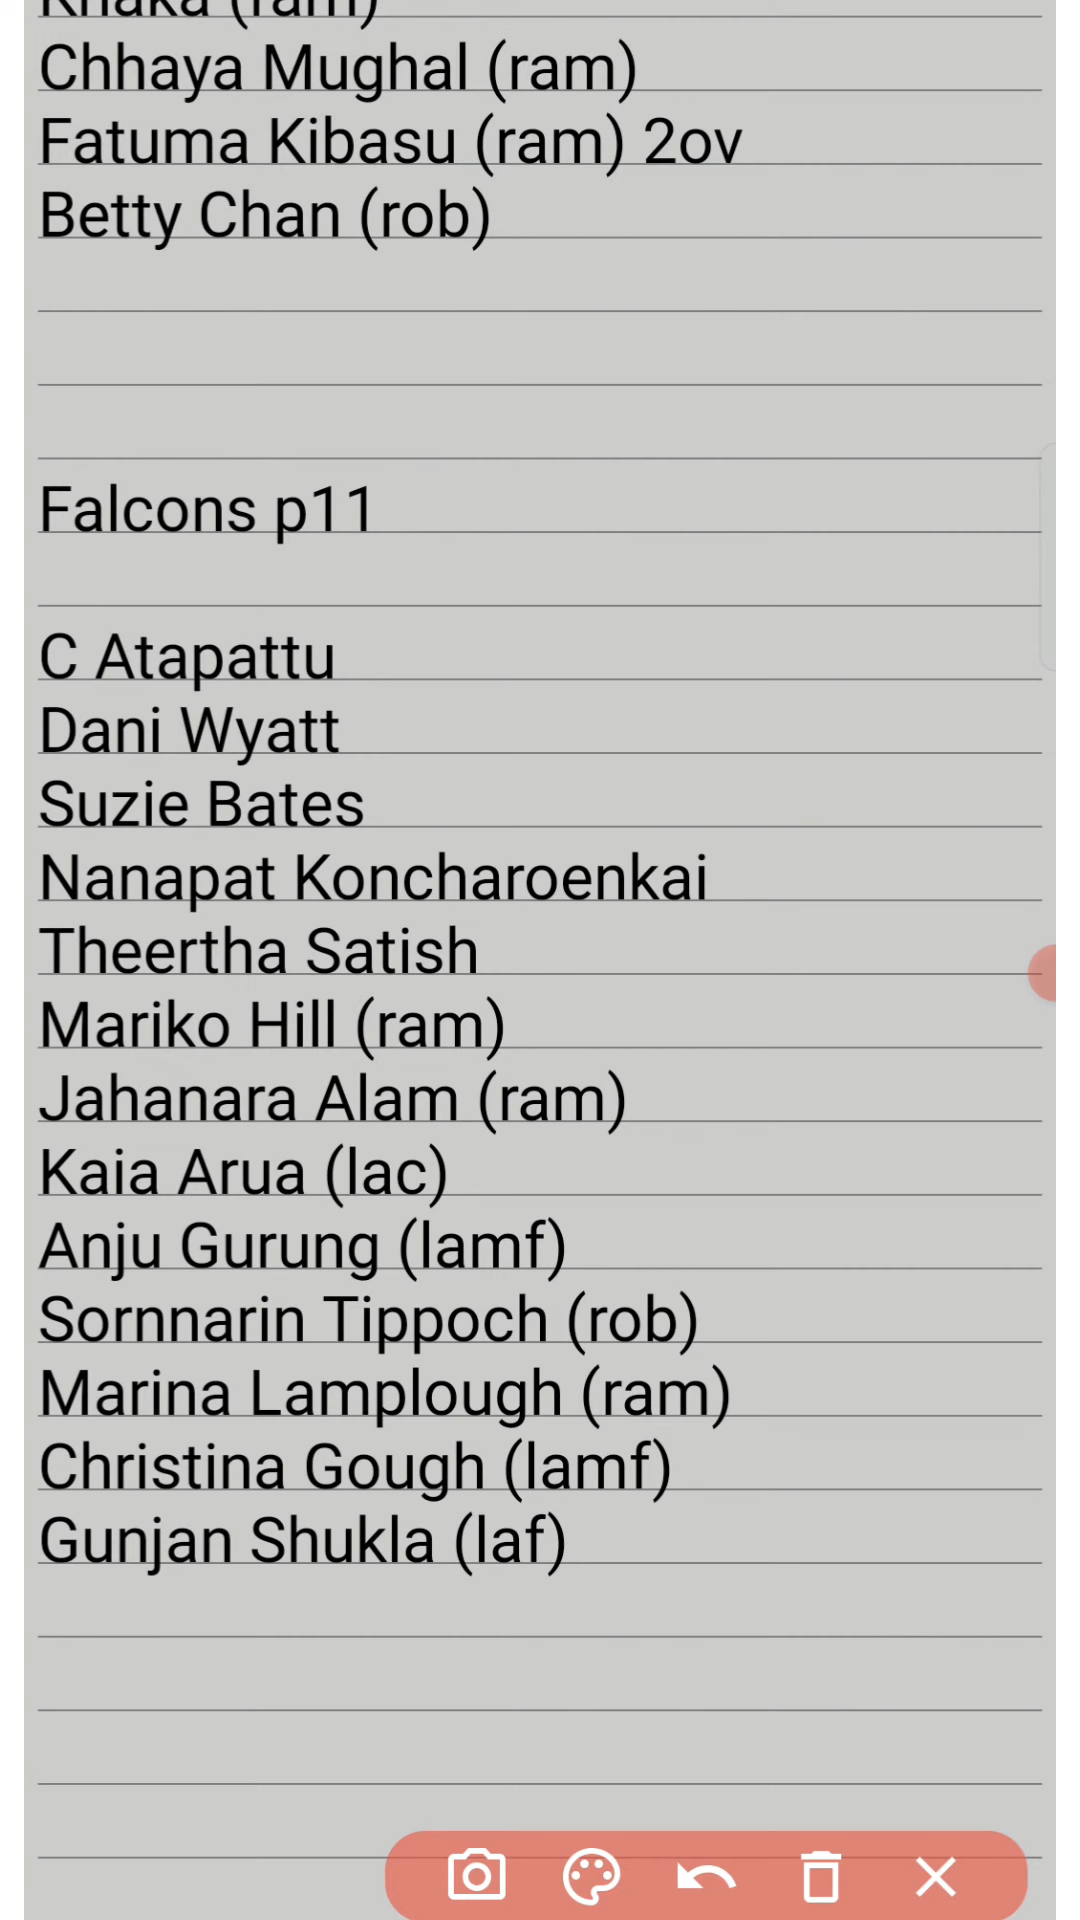 Khaka (ram)
Chhaya Mughal (ram)
Fatuma Kibasu (ram) 2ov
Betty Chan (rob)
Falcons p11
C Atapattu
Dani Wyatt
Suzie Bates
Nanapat Koncharoenkai
Theertha Satish
Mariko Hill (ram)
Jahanara Alam (ram)
Kaia Arua (lac)
Anju Gurung (lamf)
Sornnarin Tippoch (rob)
Marina Lamplough (ram)
Christina Gough (lamf)
Gunjan Shukla (laf)